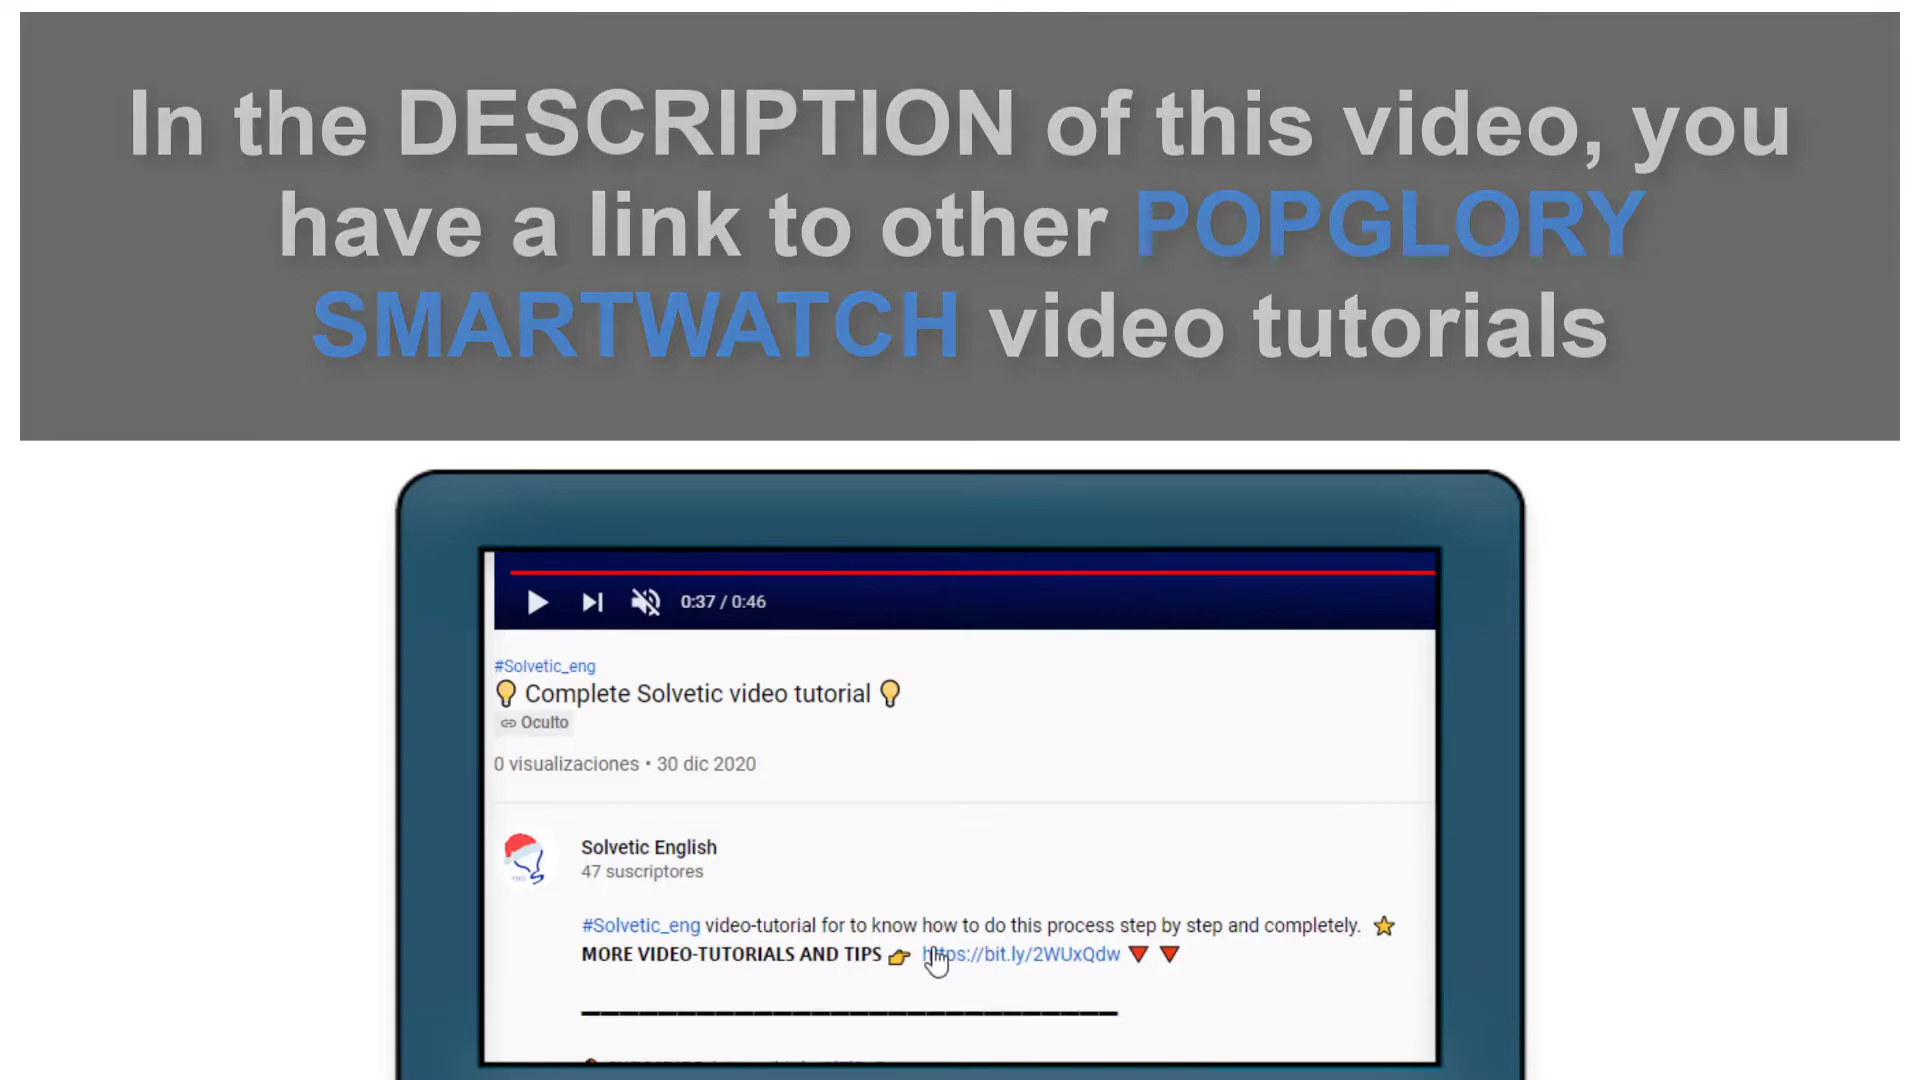 In the DESCRIPTION of this video, you
have a link to other POPGLORY
SMARTWATCH video tutorials
0:37 / 0:46
#Solvetic_eng
Complete Solvetic video tutorial
Oculto
0 visualizaciones • 30 dic 2020
Solvetic English
47 suscriptores
#Solvetic_eng video-tutorial for to know how to do this process step by step and completely.
MORE VIDEO-TUTORIALS AND TIPS https://bit.ly/2WUxQdw